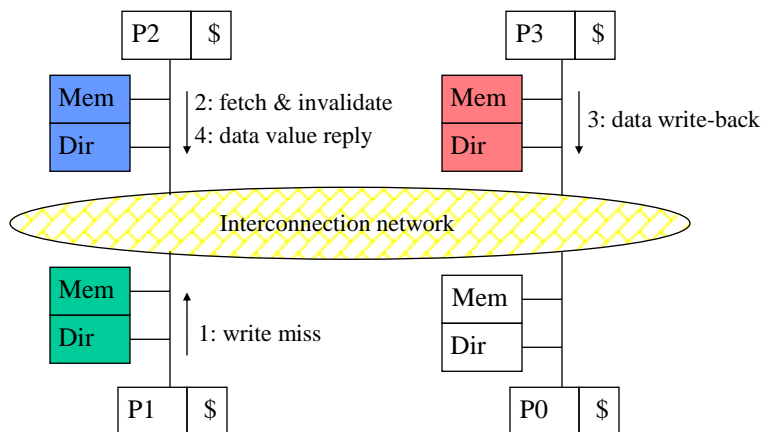 P2 $
P3 $
Mem
Dir
2: fetch & invalidate
4: data value reply
Mem
Dir
3: data write-back
Interconnection network
Mem
Dir
1: write miss
Mem
Dir
P1 $
P0 $